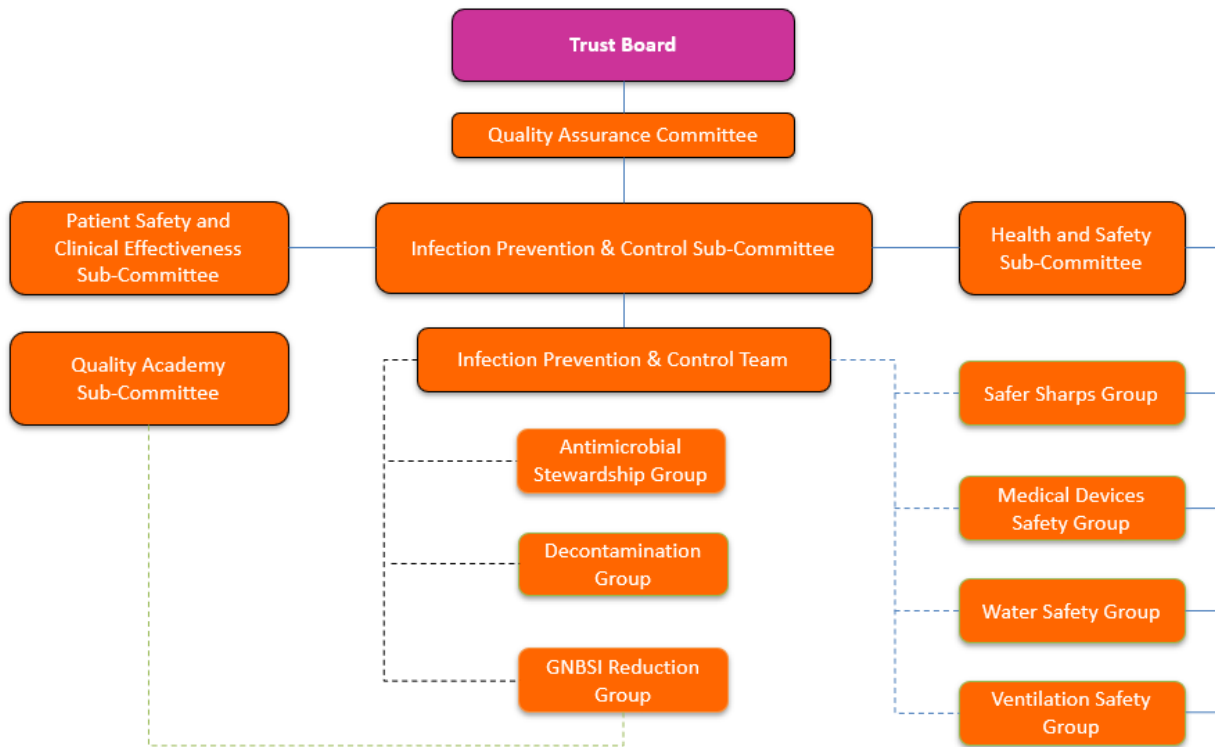 Trust Board
Quality Assurance Committee
Patient Safety and
Clinical Effectiveness
Sub-Committee
Infection Prevention & Control Sub-Committee
Health and Safety
Sub-Committee
Quality Academy
Sub-Committee
Infection Prevention & Control Team
Safer Sharps Group
Antimicrobial
Stewardship Group
Medical Devices
Safety Group
Decontamination
Group
Water Safety Group
GNBSI Reduction
Group
Ventilation Safety
Group